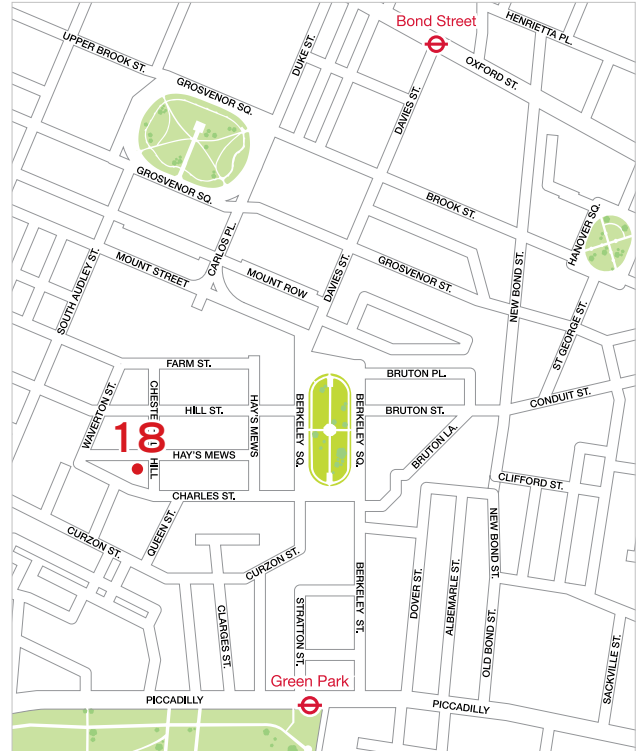 Bond Street
HENRIETTA PL.
UPPER BROOK ST.
DUKE ST.
OXFORD ST.
GROSVENOR SQ.
DAVIES ST.
GROSVENOR SQ.
BROOK ST.
HANOVER SQ.
CARLOS PL.
SOUTH AUDLEY ST.
MOUNT STREET
MOUNT ROW
DAVIES ST.
GROSVENOR ST.
NEW BOND ST.
ST GEORGE ST.
FARM ST.
BRUTON PL.
WAVERTON ST.
CHESTE
HILL ST.
HAY'S MEWS
BERKELEY SQ.
BERKELEY SQ.
BRUTON ST.
CONDUIT ST.
18
HILL
HAY'S MEWS
BRUTON LA.
CLIFFORD ST.
CHARLES ST.
QUEEN ST.
CURZON ST.
CURZON ST.
NEW BOND ST.
CLARGES ST.
STRATTON ST.
BERKELEY ST.
DOVER ST.
ALBEMARLE ST.
OLD BOND ST.
SACKVILLE ST.
Green Park
PICCADILLY
PICCADILLY